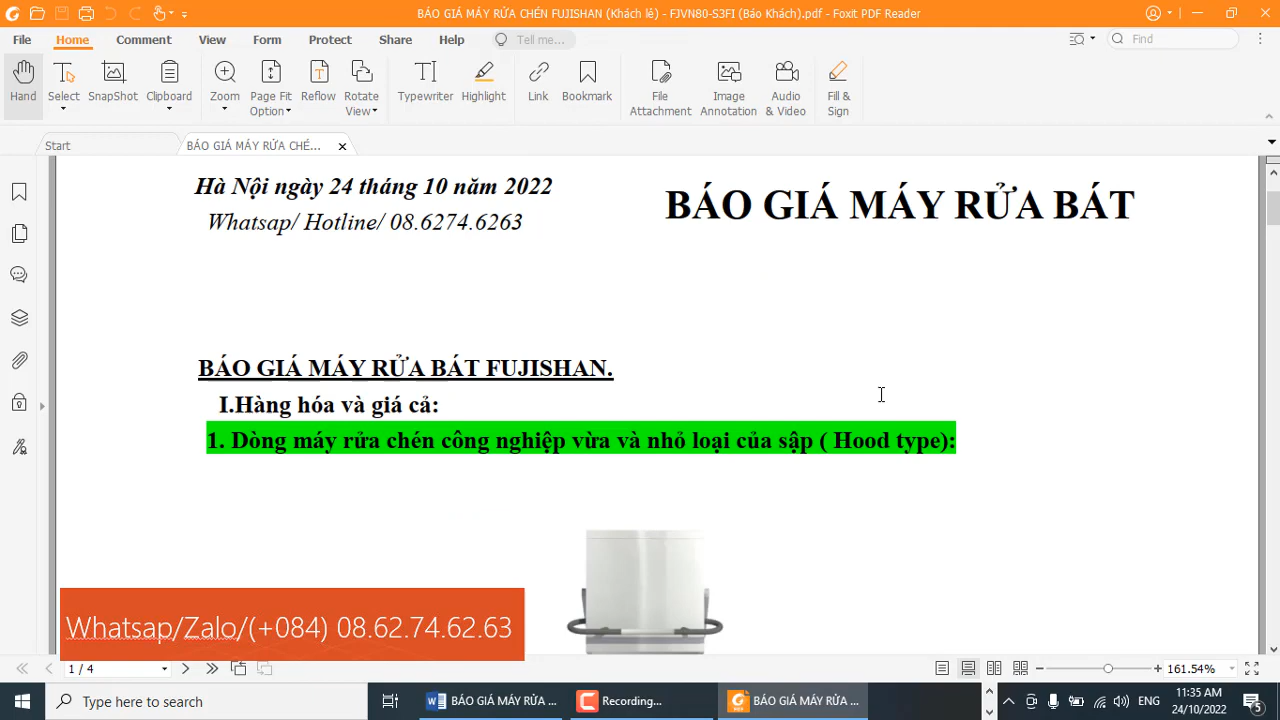 BÁO GIÁ MÁY RỬA CHÉN FUJISHAN (Khách lẻ) - FJVN80-S3FI (Báo Khách).pdf - Foxit PDF Reader
File Home Comment View Form Protect Share Help Tell me... Find
Hand Select SnapShot Clipboard Zoom Page Fit Option Reflow Rotate View Typewriter Highlight Link Bookmark File Attachment Image Annotation Audio & Video Fill & Sign
Start BÁO GIÁ MÁY RỬA CHÉ...
Hà Nội ngày 24 tháng 10 năm 2022
BÁO GIÁ MÁY RỬA BÁT
Whatsap/ Hotline/ 08.6274.6263
BÁO GIÁ MÁY RỬA BÁT FUJISHAN.
I.Hàng hóa và giá cả:
1. Dòng máy rửa chén công nghiệp vừa và nhỏ loại của sập ( Hood type):
Whatsap/Zalo/(+084) 08.62.74.62.63
1 / 4 161.54%
Type here to search BÁO GIÁ MÁY RỬA ... Recording... BÁO GIÁ MÁY RỬA ... ENG 11:35 AM
24/10/2022 5